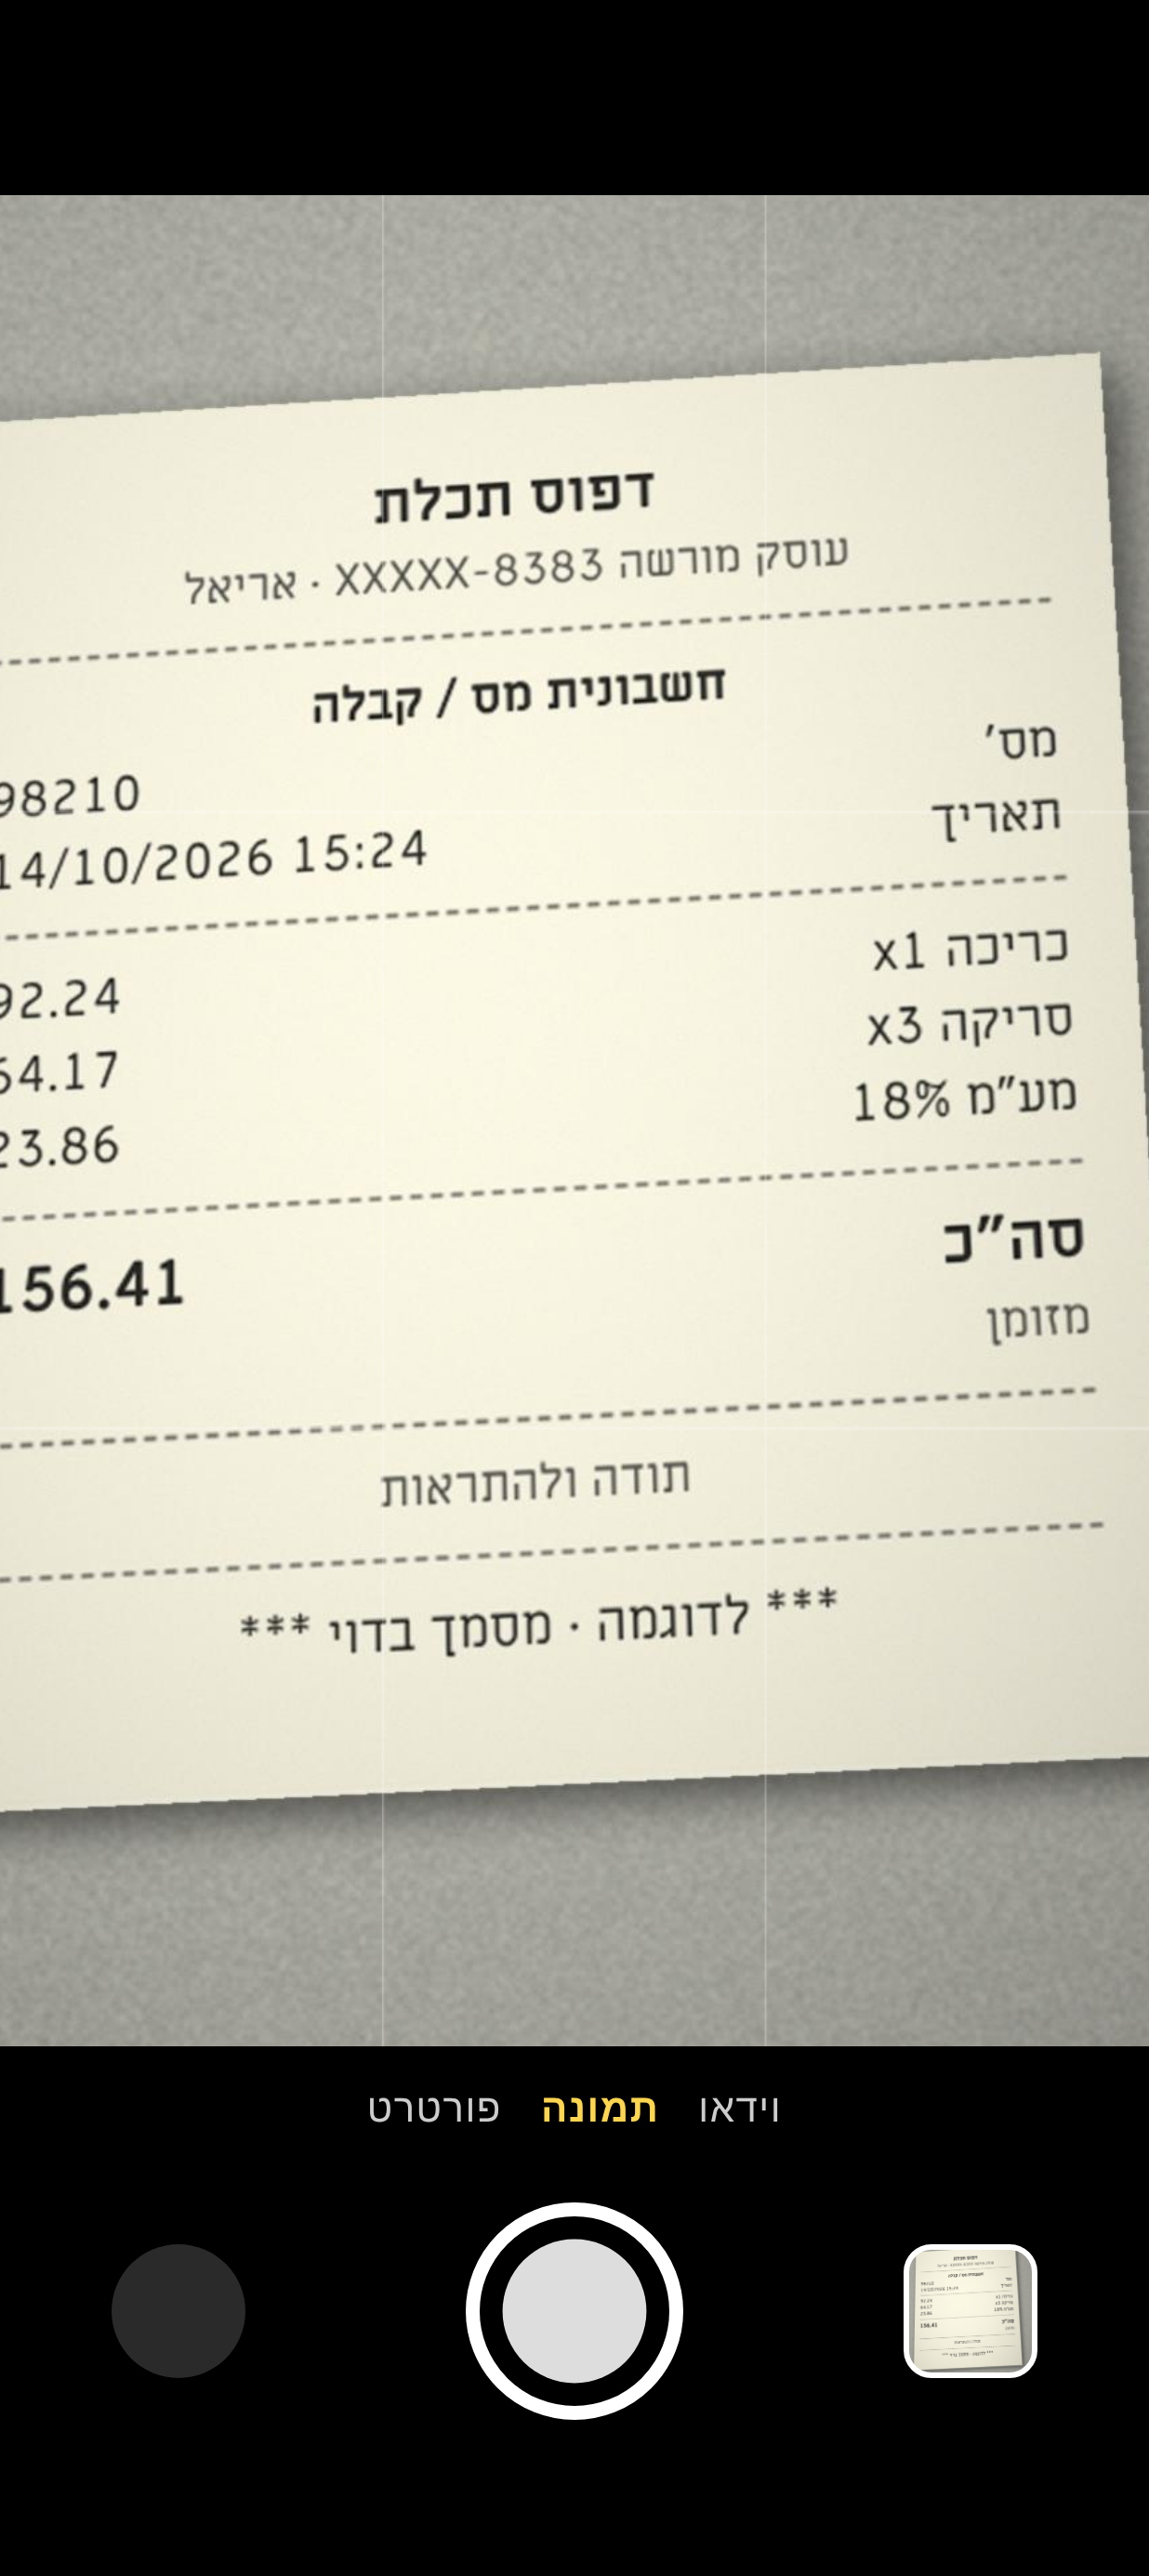 דפוס תכלת
עוסק מורשה XXXXX-8383 · אריאל
חשבונית מס / קבלה
מס' 98210
תאריך 14/10/2026 15:24
כריכה x1 92.24
סריקה x3 64.17
מע"מ 18% 23.86
סה"כ 156.41
מזומן
תודה ולהתראות
*** לדוגמה · מסמך בדוי ***
וידאו תמונה פורטרט